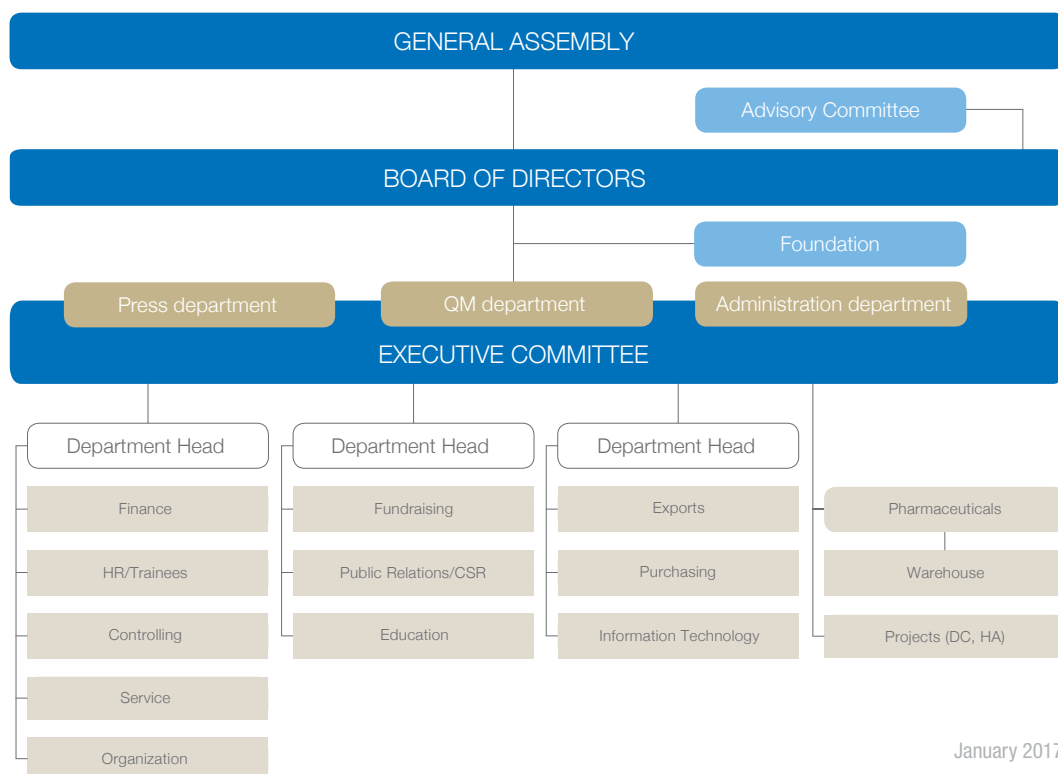 GENERAL ASSEMBLY
Advisory Committee
BOARD OF DIRECTORS
Foundation
Press department
QM department
Administration department
EXECUTIVE COMMITTEE
Department Head
Finance
HR/Trainees
Controlling
Service
Organization
Department Head
Fundraising
Public Relations/CSR
Education
Department Head
Exports
Purchasing
Information Technology
Pharmaceuticals
Warehouse
Projects (DC, HA)
January 2017